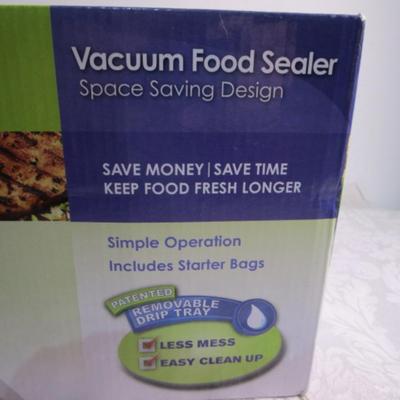 Vacuum Food Sealer
Space Saving Design
SAVE MONEY | SAVE TIME
KEEP FOOD FRESH LONGER
Simple Operation
Includes Starter Bags
PATENTED
REMOVABLE
DRIP TRAY
LESS MESS
EASY CLEAN UP